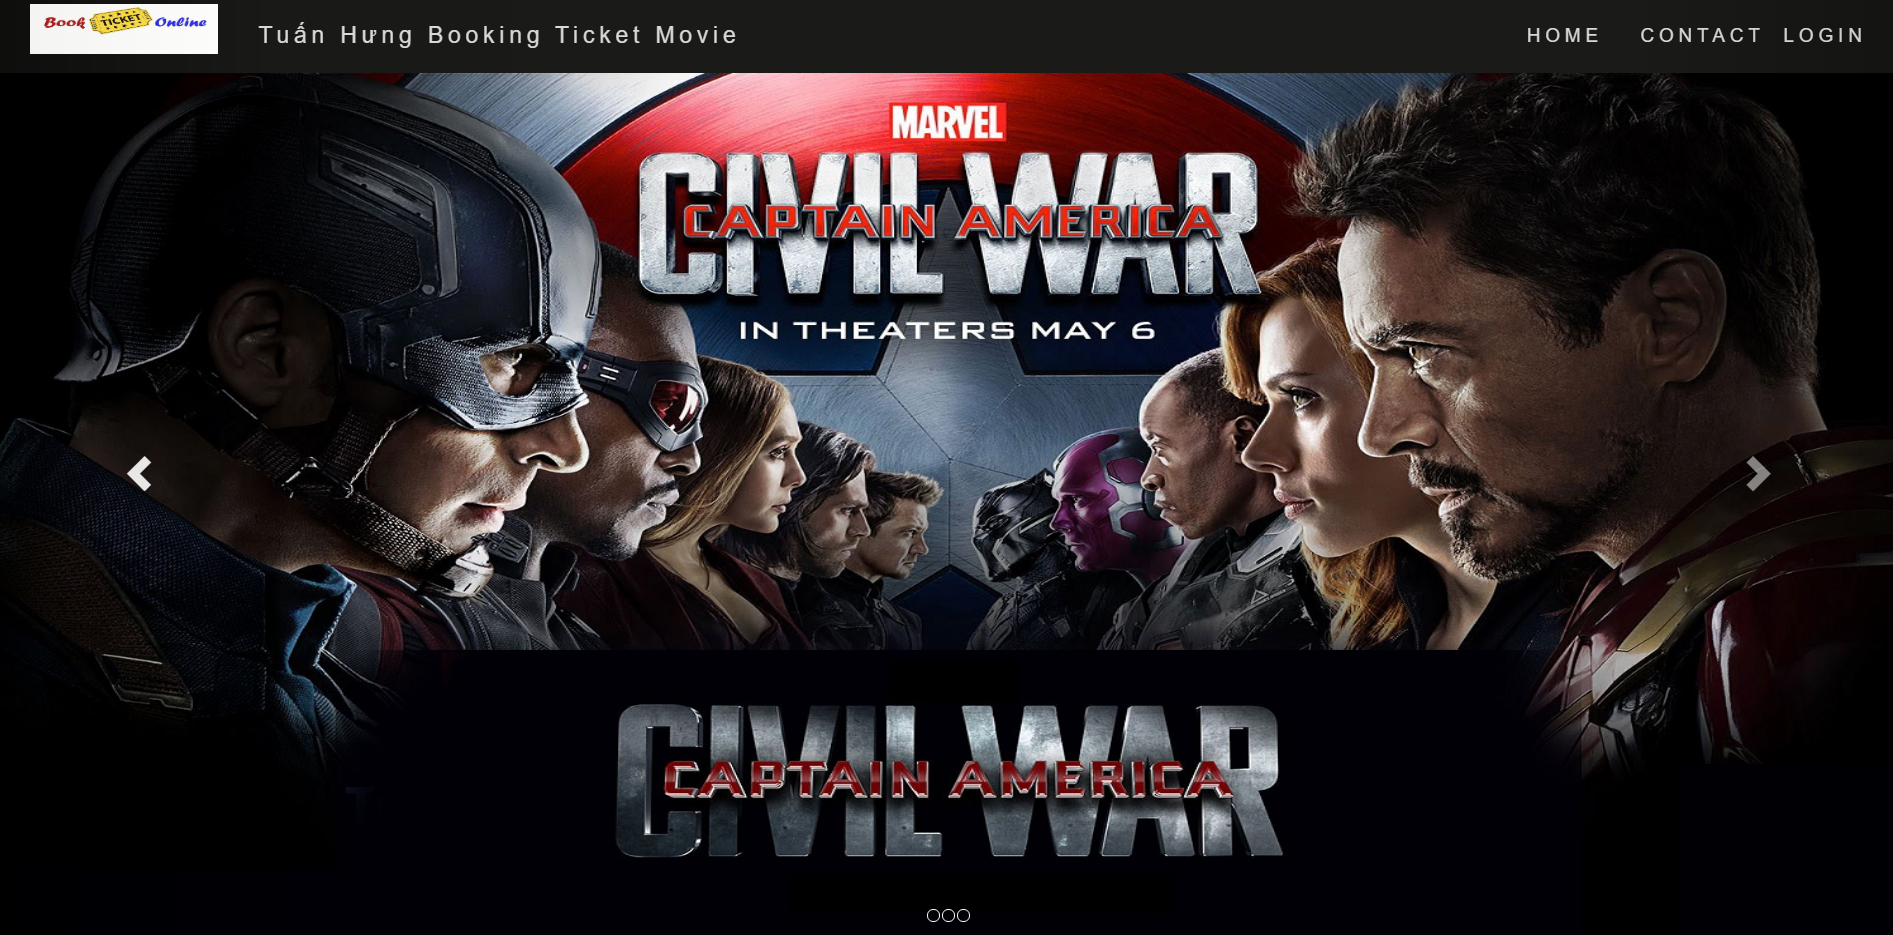 Book TICKET Online
Tuấn Hưng Booking Ticket Movie
HOME CONTACT LOGIN
MARVEL
CIVIL WAR
CAPTAIN AMERICA
IN THEATERS MAY 6
CIVIL WAR
CAPTAIN AMERICA